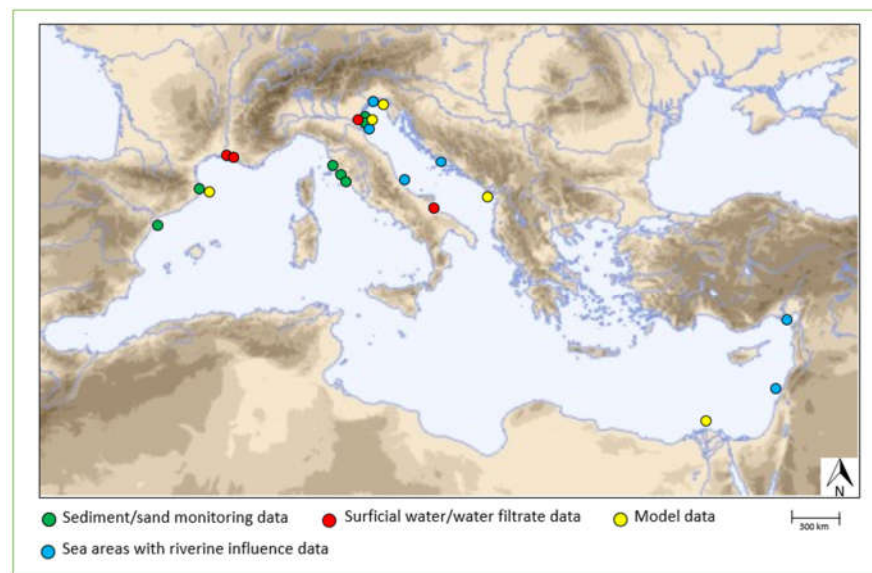 N
Sediment/sand monitoring data Surficial water/water filtrate data Model data
300 km
Sea areas with riverine influence data